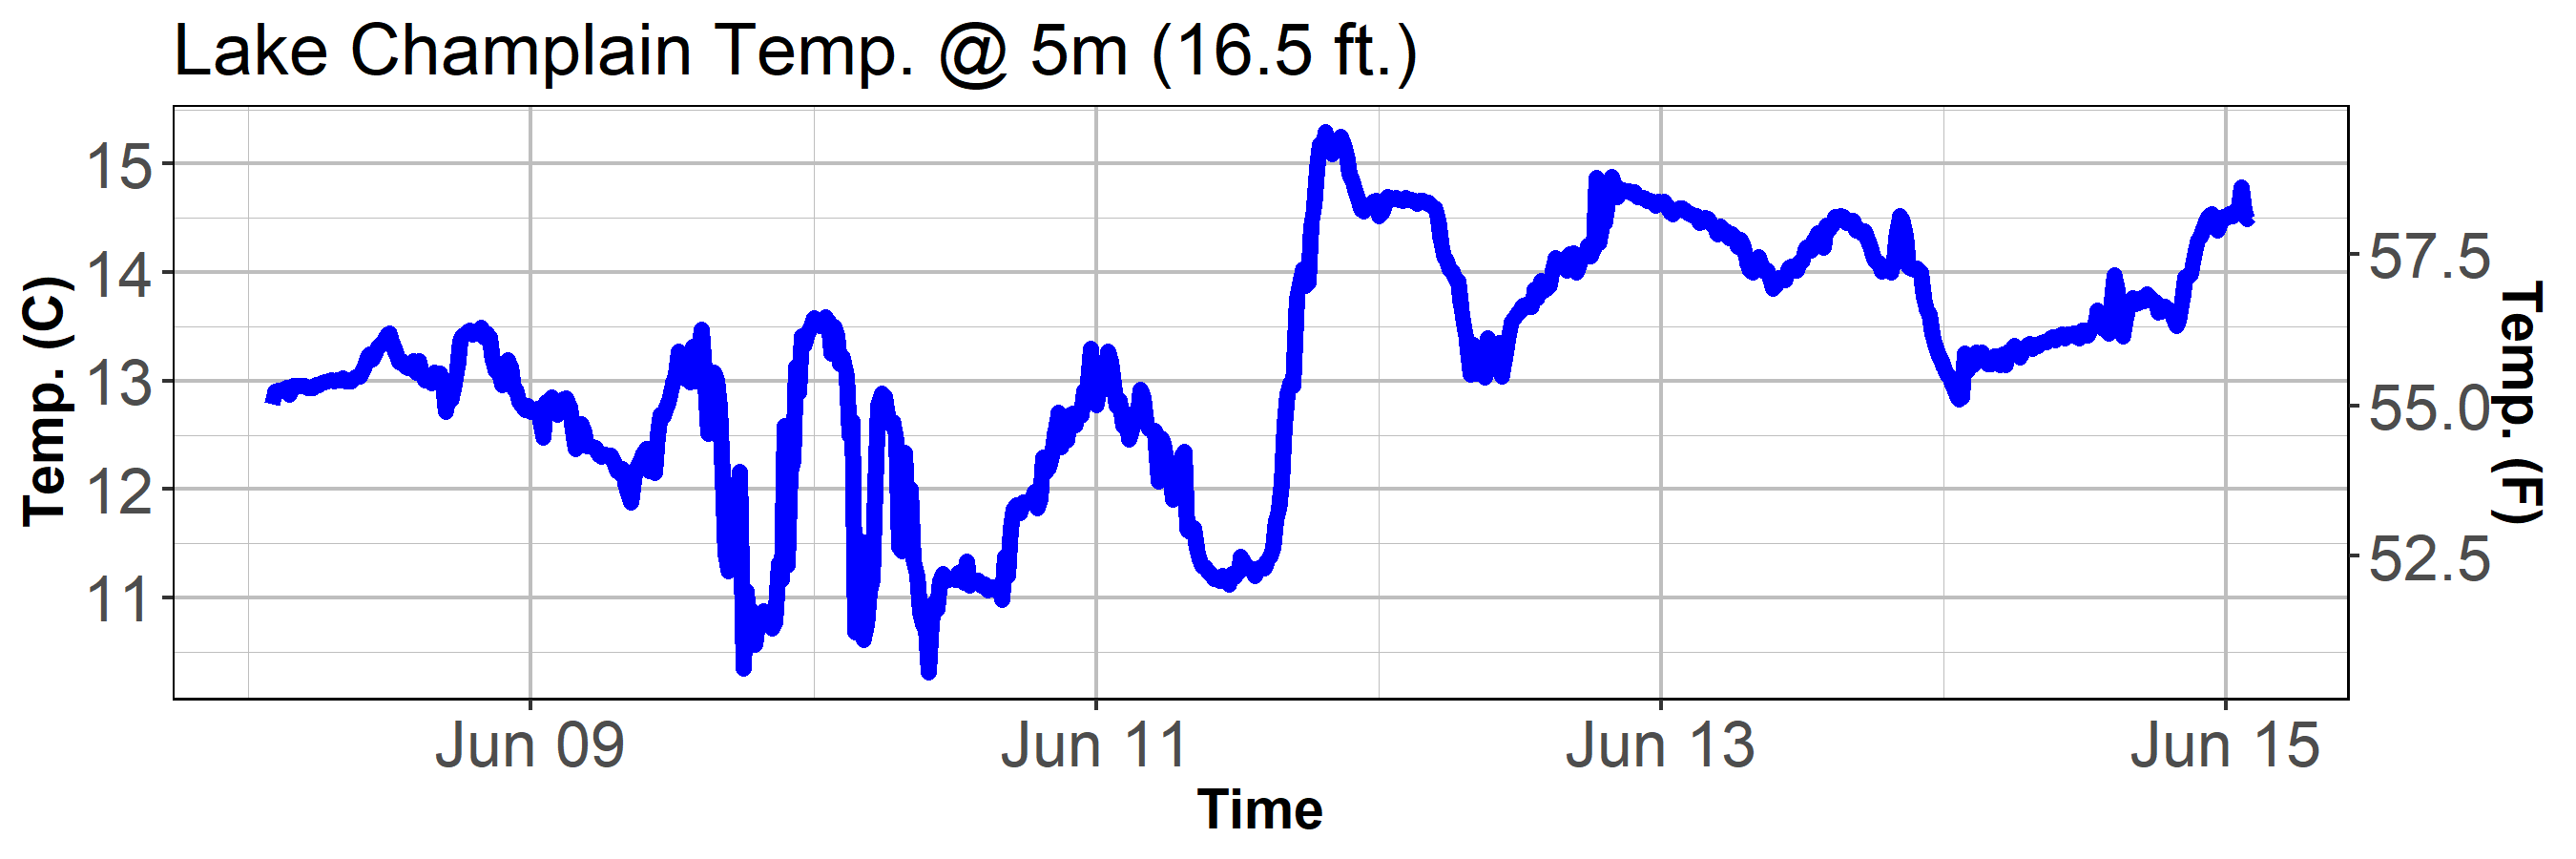 Lake Champlain Temp. @ 5m (16.5 ft.)
Temp. (C)
15
14
13
12
11
57.5
55.0
52.5
Temp. (F)
Jun 09
Jun 11
Jun 13
Jun 15
Time